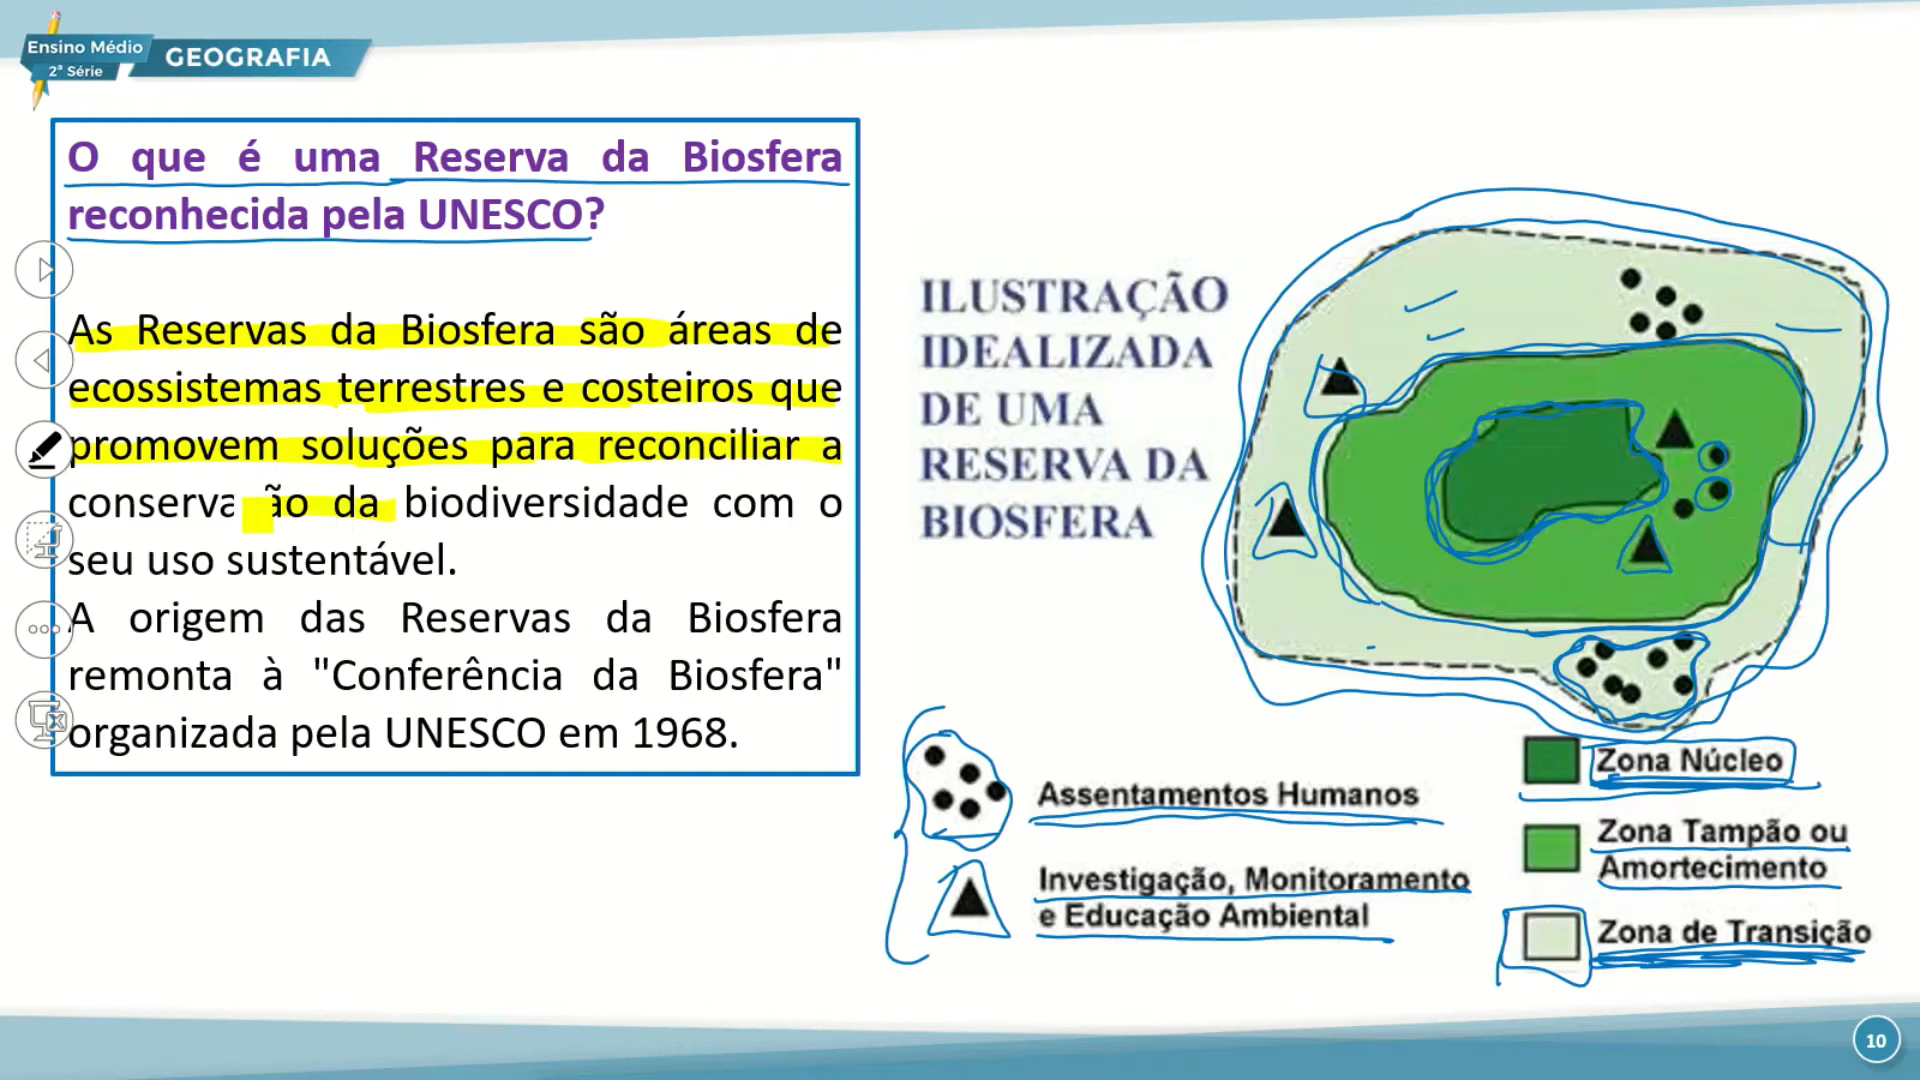 Ensino Médio
2ª Série
GEOGRAFIA
O que é uma Reserva da Biosfera
reconhecida pela UNESCO?
As Reservas da Biosfera são áreas de
ecossistemas terrestres e costeiros que
promovem soluções para reconciliar a
conserva ão da biodiversidade com o
seu uso sustentável.
A origem das Reservas da Biosfera
remonta à "Conferência da Biosfera"
organizada pela UNESCO em 1968.
ILUSTRAÇÃO
IDEALIZADA
DE UMA
RESERVA DA
BIOSFERA
Assentamentos Humanos
Investigação, Monitoramento
e Educação Ambiental
Zona Núcleo
Zona Tampão ou
Amortecimento
Zona de Transição
10